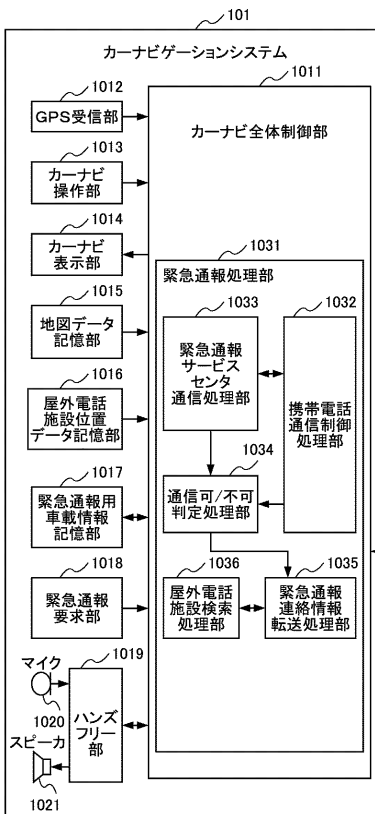 101
カーナビゲーションシステム
1011
カーナビ全体制御部
1012
GPS受信部
1013
カーナビ
操作部
1014
カーナビ
表示部
1015
地図データ
記憶部
1016
屋外電話
施設位置
データ記憶部
1017
緊急通報用
車載情報
記憶部
1018
緊急通報
要求部
1019
ハンズ
フリー
部
マイク
1020
スピーカ
1021
1031
緊急通報処理部
1033
緊急通報
サービス
センタ
通信処理部
1032
携帯電話
通信制御
処理部
1034
通信可/不可
判定処理部
1036
屋外電話
施設検索
処理部
1035
緊急通報
連絡情報
転送処理部